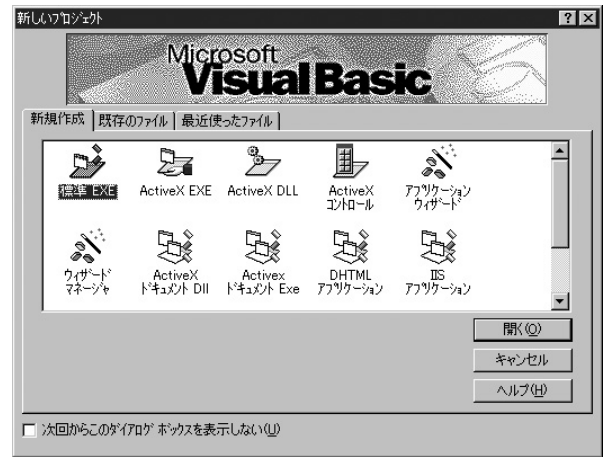 新しいﾌﾟﾛｼﾞｪｸﾄ
Microsoft
Visual Basic
新規作成 既存のﾌｧｲﾙ 最近使ったﾌｧｲﾙ
標準 EXE ActiveX EXE ActiveX DLL ActiveX ｺﾝﾄﾛｰﾙ ｱﾌﾟﾘｹｰｼｮﾝ ｳｨｻﾞｰﾄﾞ
ｳｨｻﾞｰﾄﾞ ﾏﾈｰｼﾞｬ ActiveX ﾄﾞｷｭﾒﾝﾄ Dll Activex ﾄﾞｷｭﾒﾝﾄ Exe DHTML ｱﾌﾟﾘｹｰｼｮﾝ IIS ｱﾌﾟﾘｹｰｼｮﾝ
開く(O)
キャンセル
ヘルプ(H)
次回からこのﾀﾞｲｱﾛｸﾞ ﾎﾞｯｸｽを表示しない(U)